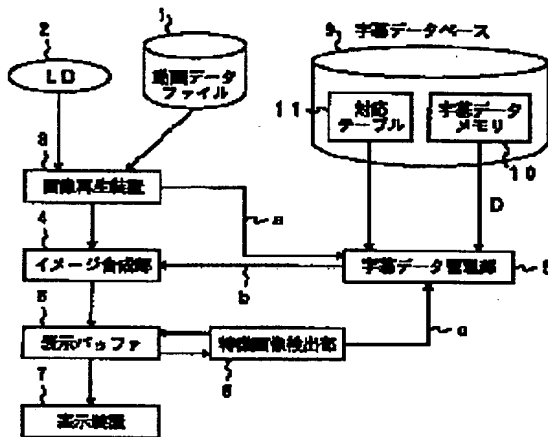 1
2
LD
動画データ
ファイル
9 字幕データベース
11
対応
テーブル
字幕データ
メモリ
10
D
3
画像再生装置
a
4
イメージ合成部
b
字幕データ管理部
8
5
表示バッファ
特徴画像検出部
6
a
7
表示装置